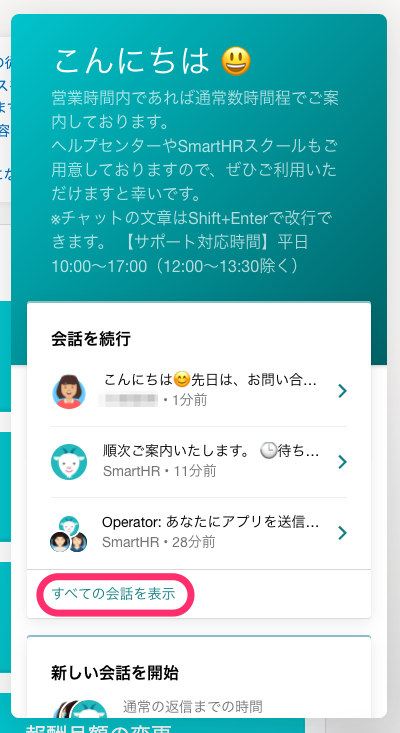 こんにちは 😃
営業時間内であれば通常数時間程でご案
内しております。
ヘルプセンターやSmartHRスクールもご
用意しておりますので、ぜひご利用いた
だけますと幸いです。
※チャットの文章はShift+Enterで改行で
きます。 【サポート対応時間】平日
10:00〜17:00（12:00〜13:30除く）
会話を続行
こんにちは😊先日は、お問い合…
• 1分前
順次ご案内いたします。 🕒待ち…
SmartHR • 11分前
Operator: あなたにアプリを送信…
SmartHR • 28分前
すべての会話を表示
新しい会話を開始
通常の返信までの時間
報酬月額の変更